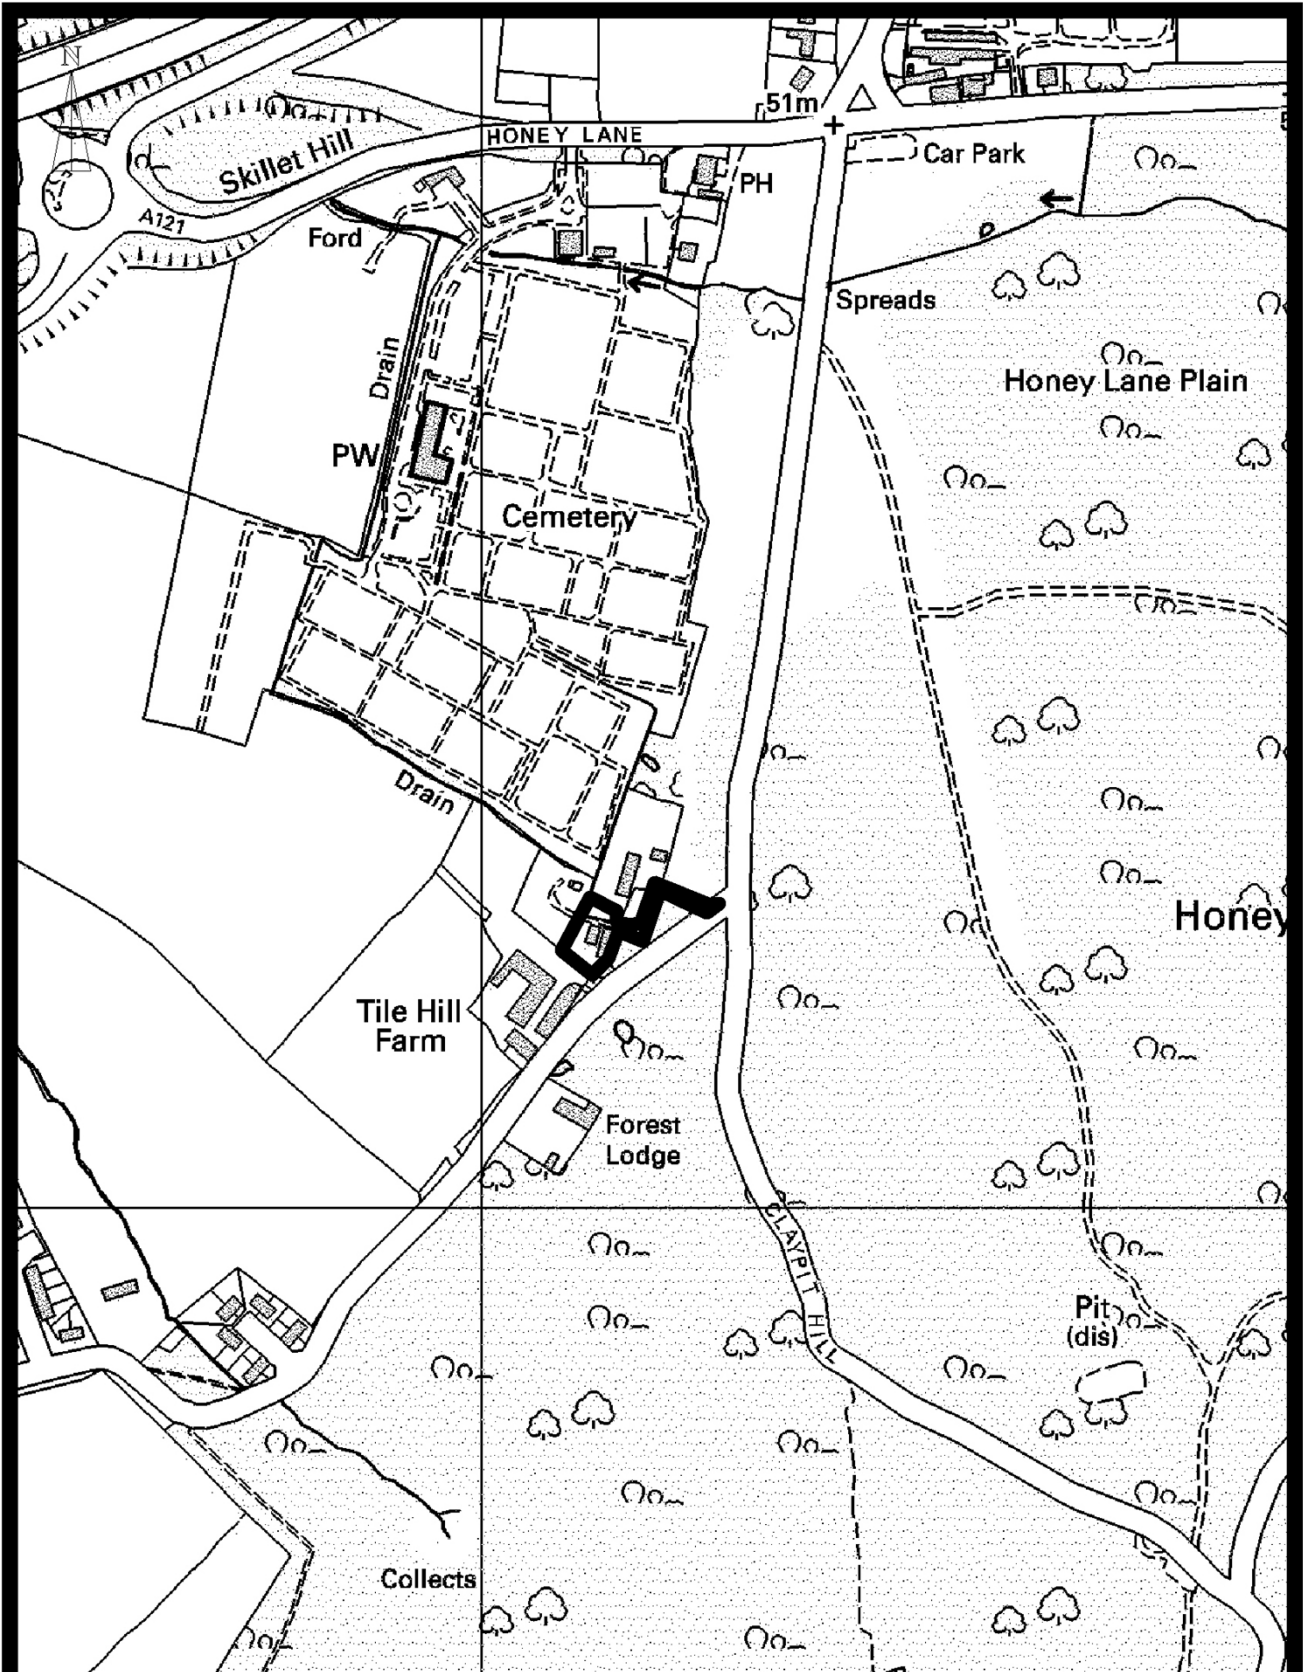 N
51m
HONEY LANE
Skillet Hill
Car Park
PH
A121
Ford
Spreads
Drain
Honey Lane Plain
PW
Cemetery
Drain
Honey
Tile Hill
Farm
Forest
Lodge
CLAYPIT HILL
Pit
(dis)
Collects